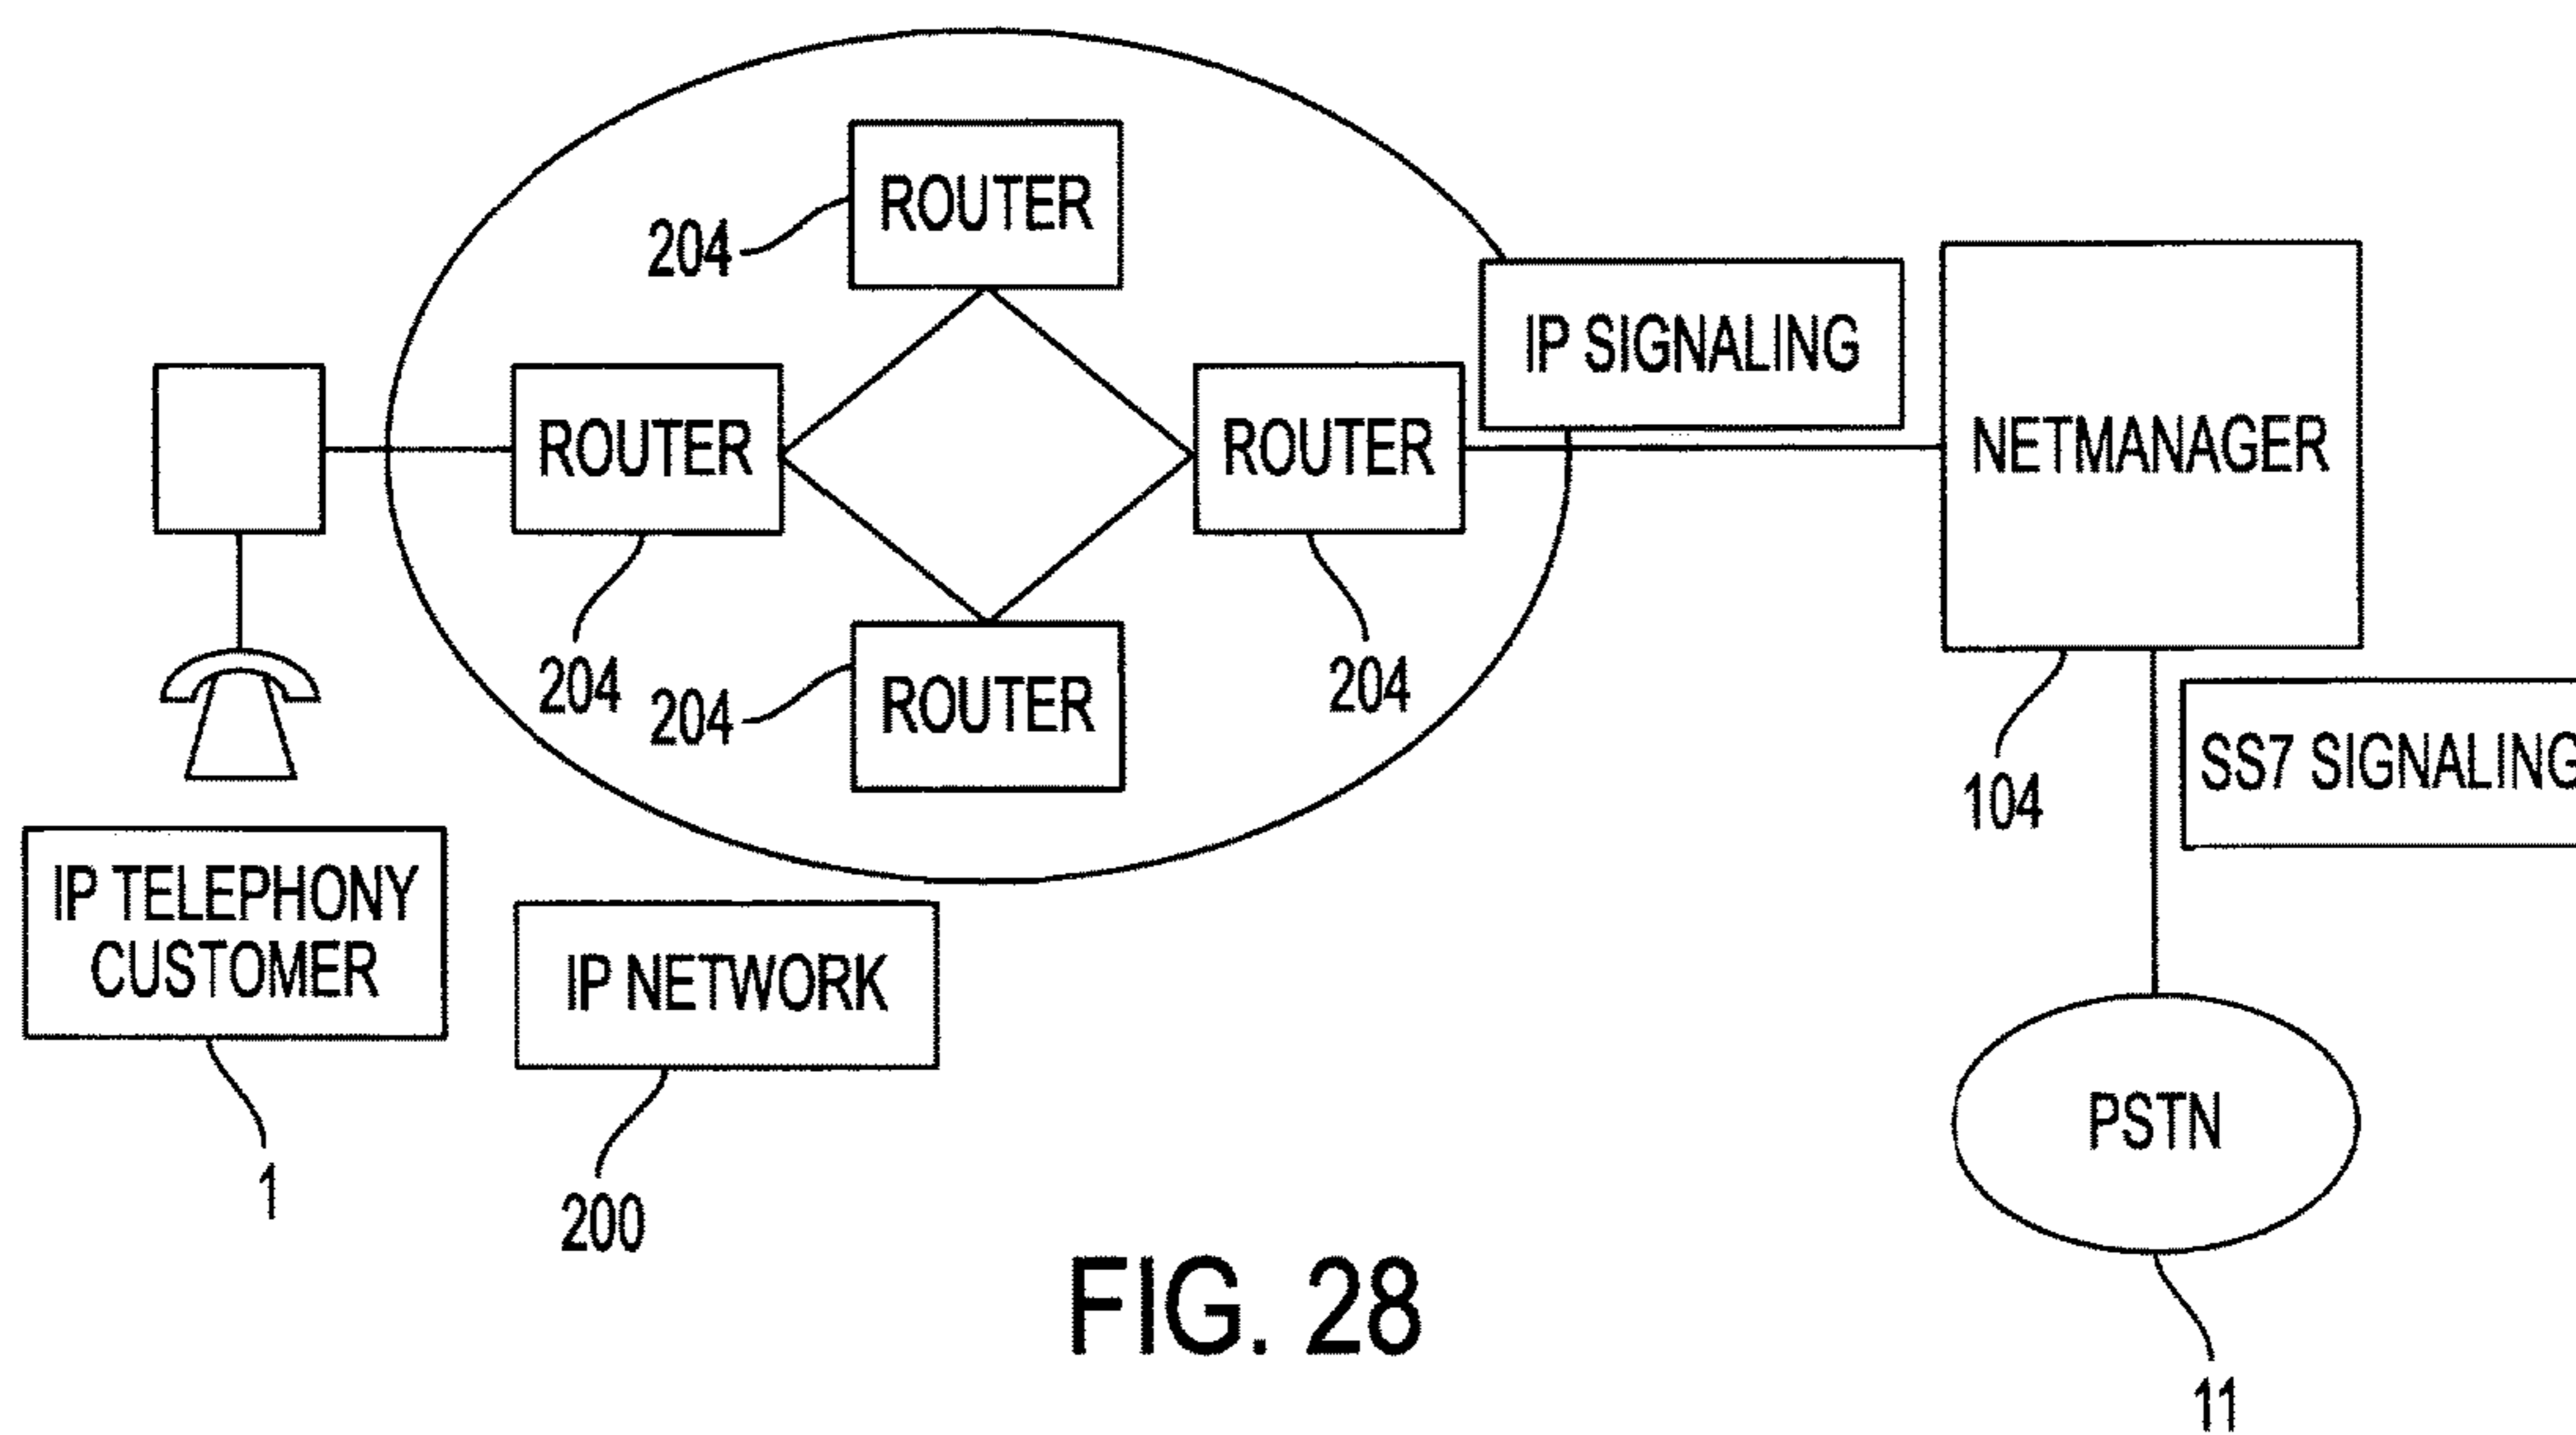 ROUTER
204
IP SIGNALING
ROUTER
ROUTER
NETMANAGER
204
204
204
ROUTER
104
SS7 SIGNALING
IP TELEPHONY
CUSTOMER
IP NETWORK
PSTN
1
200
FIG. 28
11